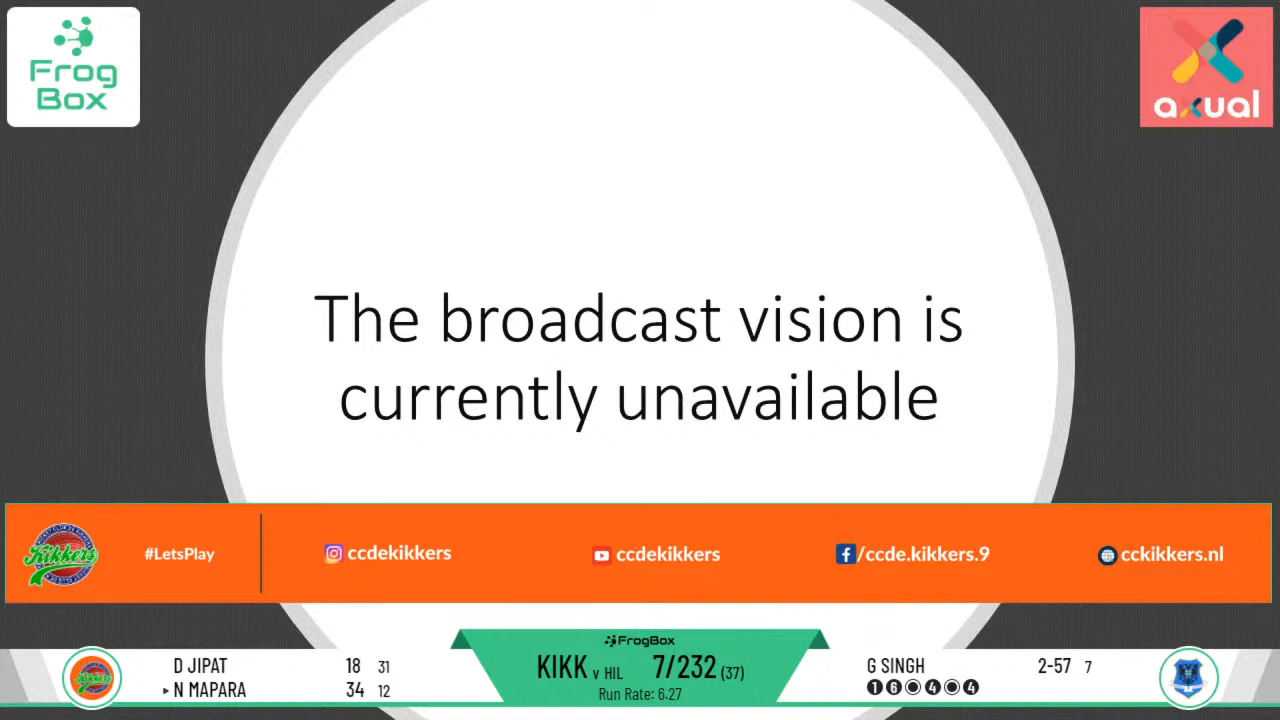 Frog
Box
axual
The broadcast vision is
currently unavailable
Kikkers
#LetsPlay
ccdekikkers
ccdekikkers
/ccde.kikkers.9
cckikkers.nl
FrogBox
D JIPAT 18 31
N MAPARA 34 12
KIKK v HIL 7/232 (37)
Run Rate: 6.27
G SINGH 2-57 7
1 6 4 4